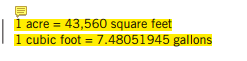 1 acre = 43,560 square feet
1 cubic foot = 7.48051945 gallons